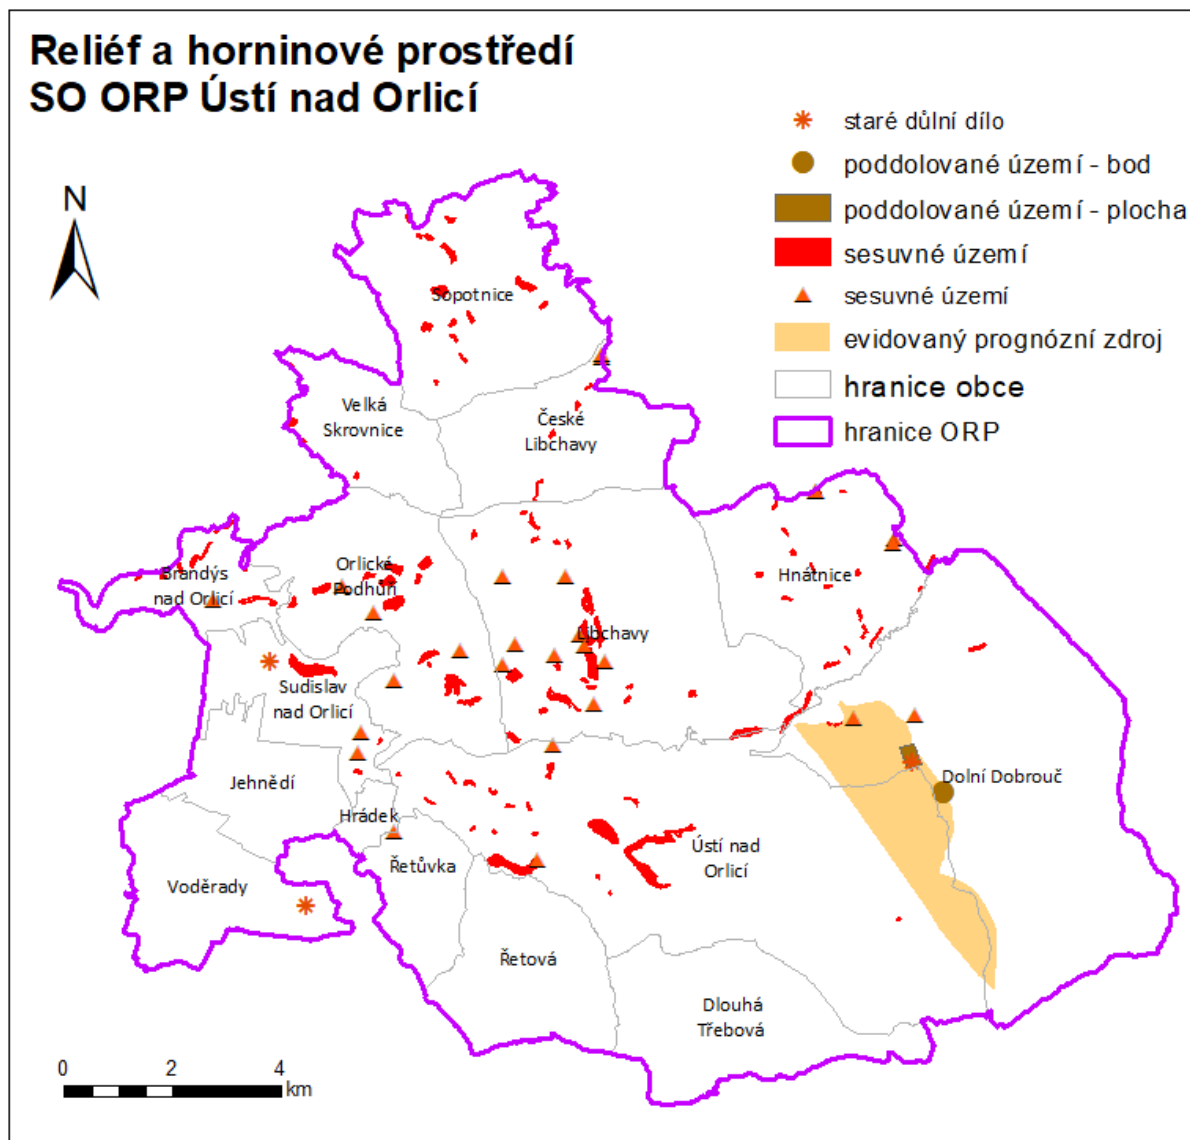 Reliéf a horninové prostředí
SO ORP Ústí nad Orlicí
staré důlní dílo
poddolované území - bod
poddolované území - plocha
sesuvné území
sesuvné území
evidovaný prognózní zdroj
hranice obce
hranice ORP
N
Sopotnice
Velká
Skrovnice
České
Libchavy
Brandýs
nad Orlicí
Orlické
Podhůří
Hnátnice
Libchavy
Sudislav
nad Orlicí
Jehnědí
Dolní Dobrouč
Hrádek
Ústí nad
Orlicí
Řetůvka
Voděrady
Řetová
Dlouhá
Třebová
0 2 4
km